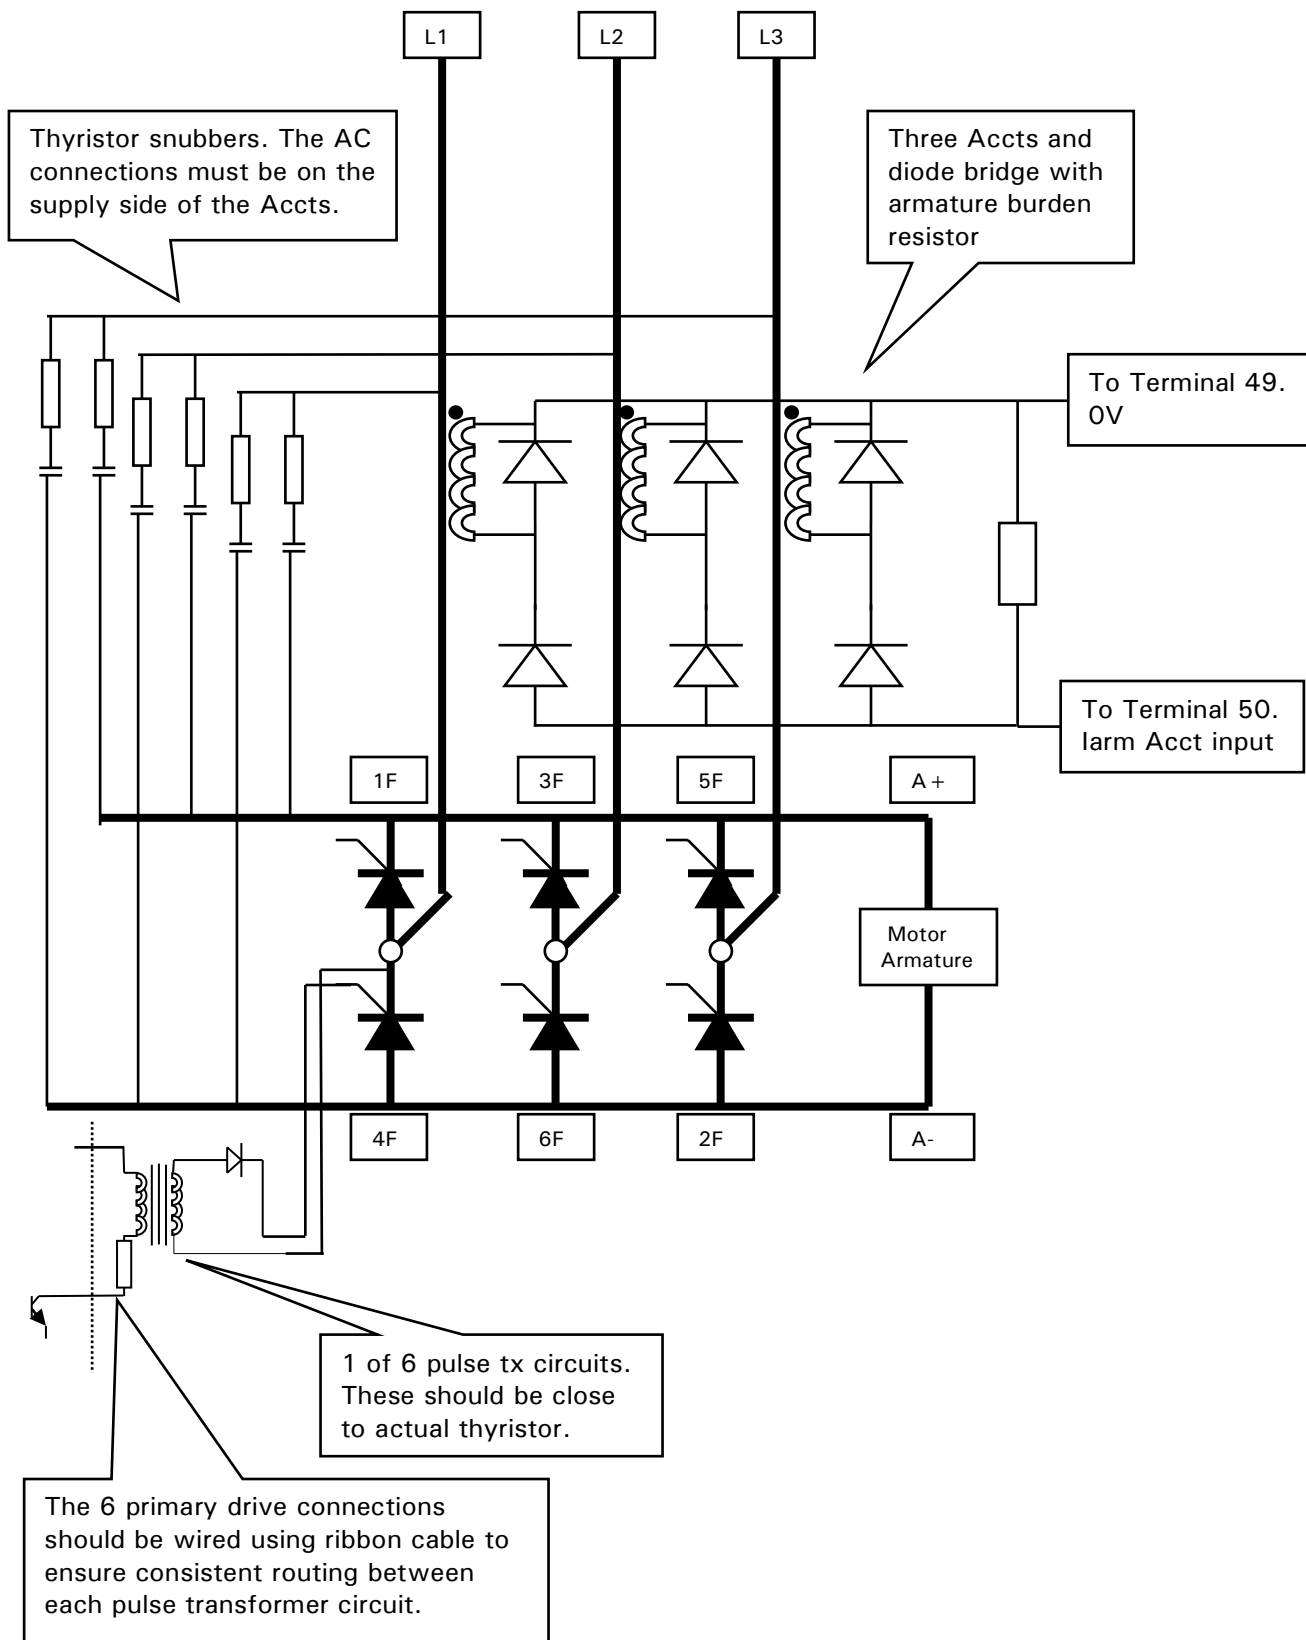 L1
L2
L3
Thyristor snubbers. The AC
connections must be on the
supply side of the Accts.
Three Accts and
diode bridge with
armature burden
resistor
To Terminal 49.
0V
To Terminal 50.
Iarm Acct input
1F
3F
5F
A+
Motor
Armature
4F
6F
2F
A-
1 of 6 pulse tx circuits.
These should be close
to actual thyristor.
The 6 primary drive connections
should be wired using ribbon cable to
ensure consistent routing between
each pulse transformer circuit.